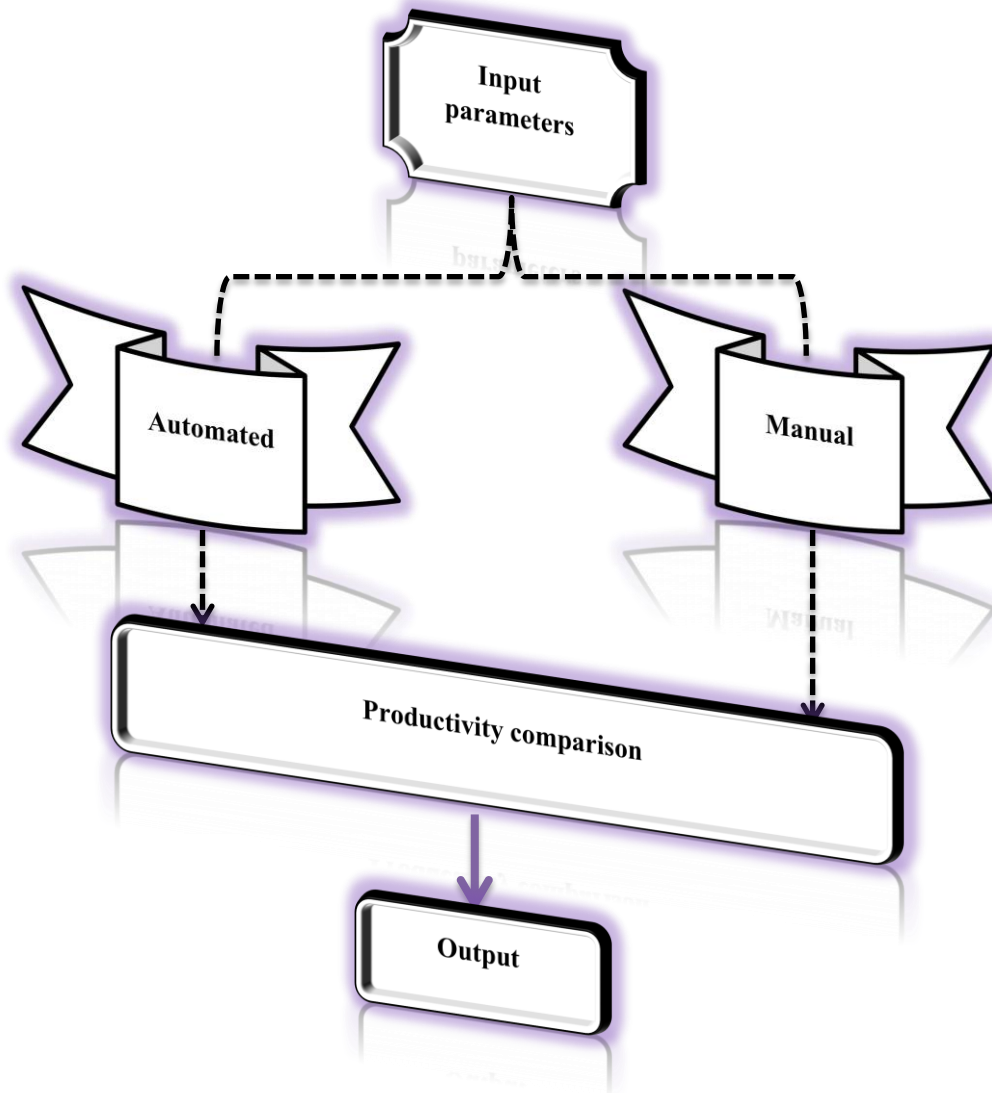 Input
parameters
Automated
Manual
Productivity comparison
Output